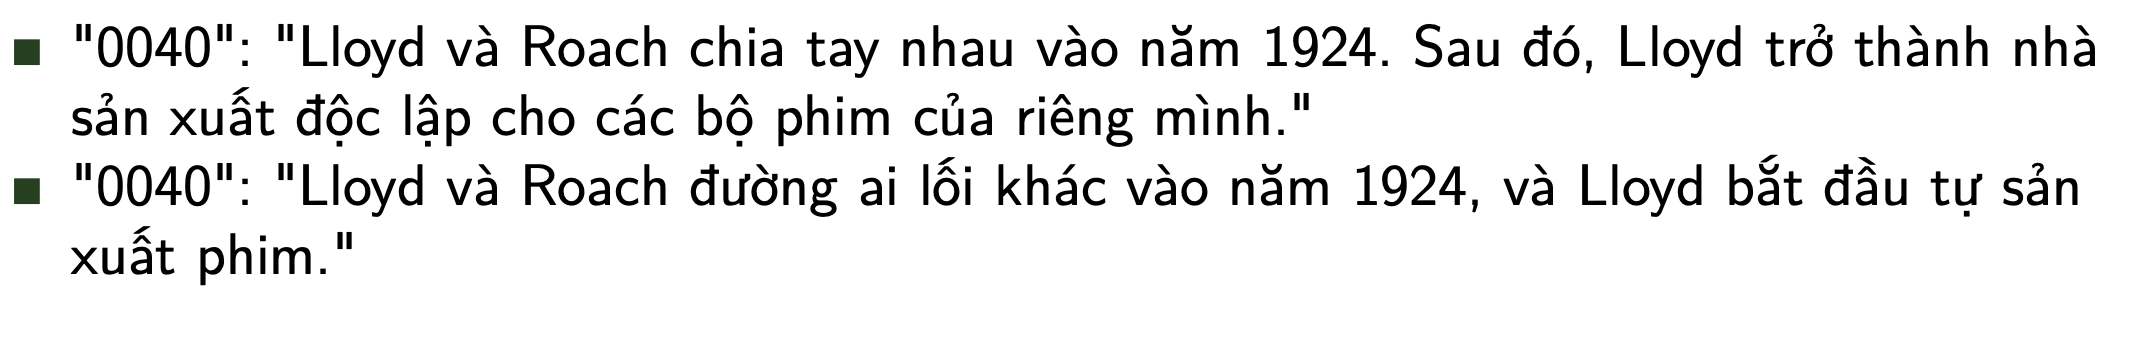 "0040": "Lloyd và Roach chia tay nhau vào năm 1924. Sau đó, Lloyd trở thành nhà
sản xuất độc lập cho các bộ phim của riêng mình."
"0040": "Lloyd và Roach đường ai lối khác vào năm 1924, và Lloyd bắt đầu tự sản
xuất phim."